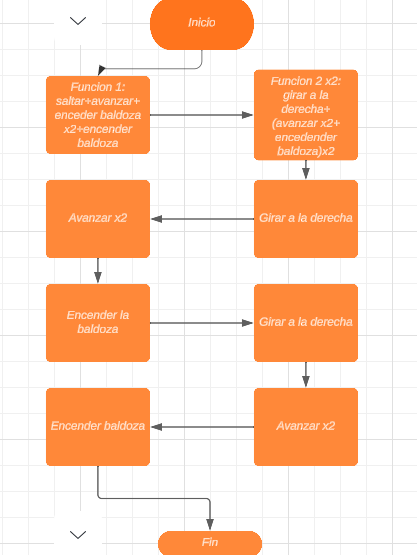 Inicio
Funcion 1:
saltar+avanzar+
enceder baldoza
x2+encender
baldoza
Funcion 2 x2:
girar a la
derecha+
(avanzar x2+
encedender
baldoza)x2
Girar a la derecha
Avanzar x2
Encender la
baldoza
Girar a la derecha
Avanzar x2
Encender baldoza
Fin